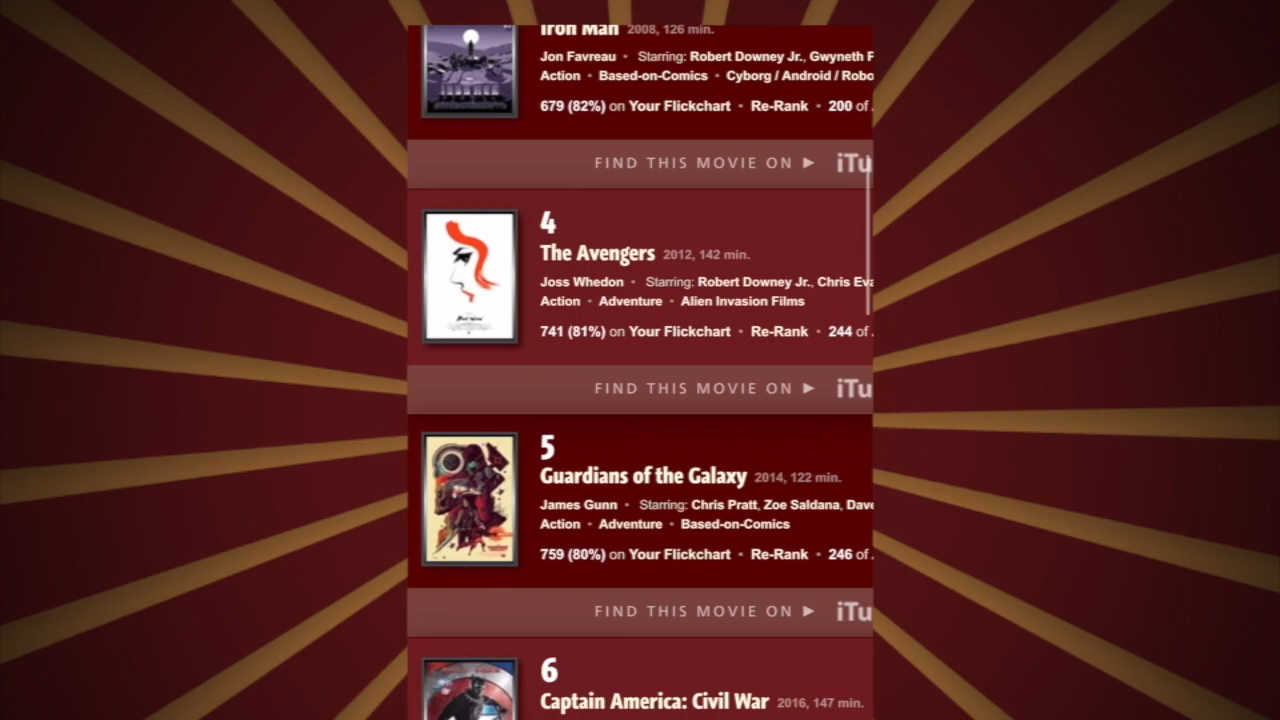 Iron Man 2008, 126 min.
Jon Favreau • Starring: Robert Downey Jr., Gwyneth
Action • Based-on-Comics • Cyborg / Android / Robo
679 (82%) on Your Flickchart • Re-Rank • 200 of
FIND THIS MOVIE ON ▶ iTu
4
The Avengers 2012, 142 min.
Joss Whedon • Starring: Robert Downey Jr., Chris Eva
Action • Adventure • Alien Invasion Films
741 (81%) on Your Flickchart • Re-Rank • 244 of
FIND THIS MOVIE ON ▶ iTu
5
Guardians of the Galaxy 2014, 122 min.
James Gunn • Starring: Chris Pratt, Zoe Saldana, Dave
Action • Adventure • Based-on-Comics
759 (80%) on Your Flickchart • Re-Rank • 246 of
FIND THIS MOVIE ON ▶ iTu
6
Captain America: Civil War 2016, 147 min.